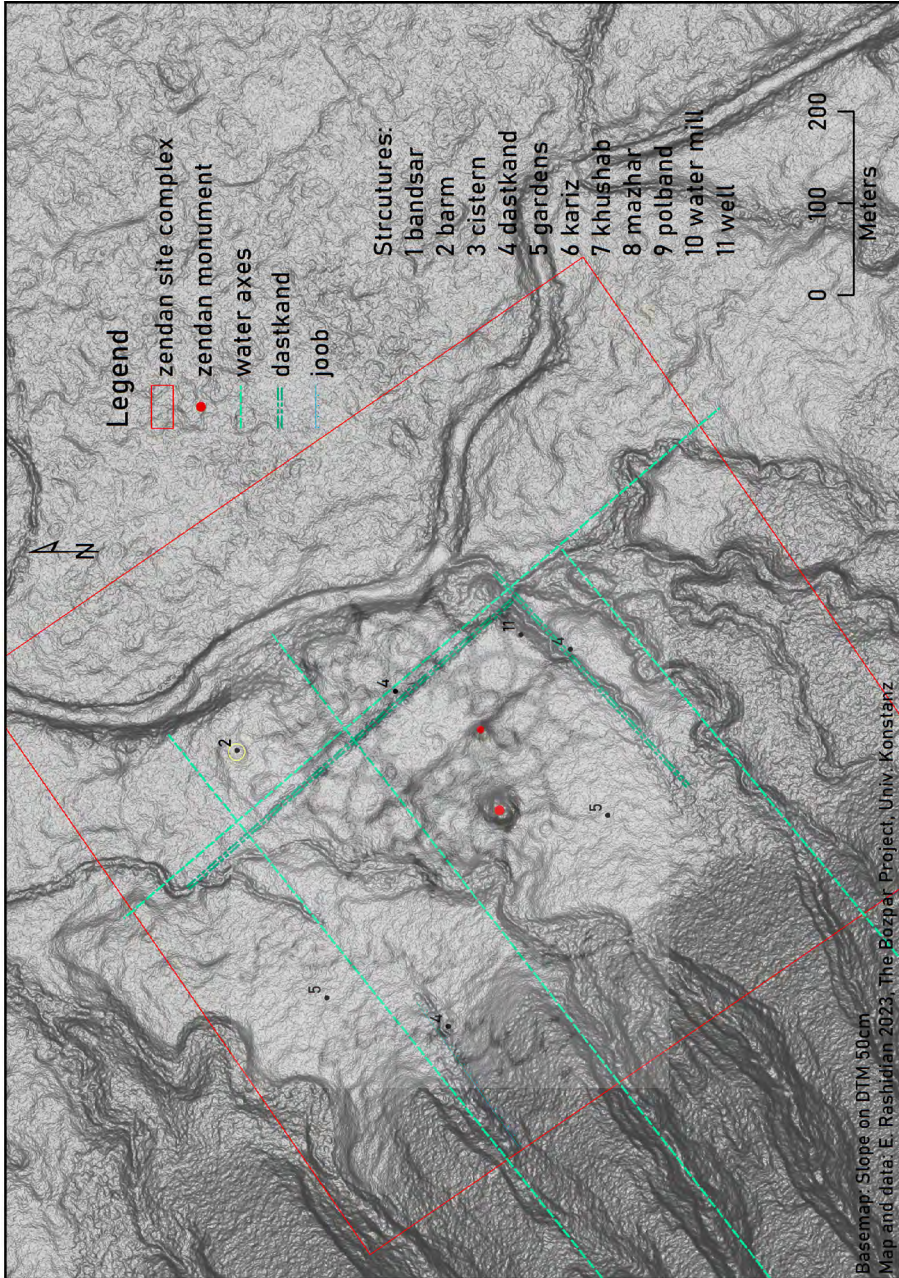 Legend
zendan site complex
zendan monument
water axes
dastkand
joob
Strcutures:
1 bandsar
2 barm
3 cistern
4 dastkand
5 gardens
6 kariz
7 khushab
8 mazhar
9 polband
10 water mill
11 well
N
0 100 200
Meters
2
4
11
4
5
5
4
Basemap: Slope on DTM 50cm
Map and data: E. Rashidian 2023, The Bozpar Project, Univ. Konstanz